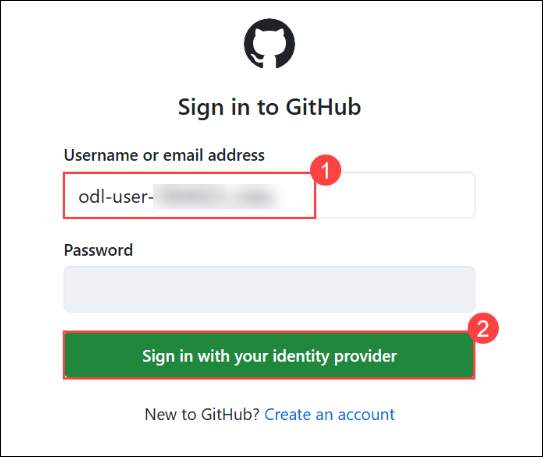 Sign in to GitHub
Username or email address
1
odl-user-
Password
2
Sign in with your identity provider
New to GitHub? Create an account